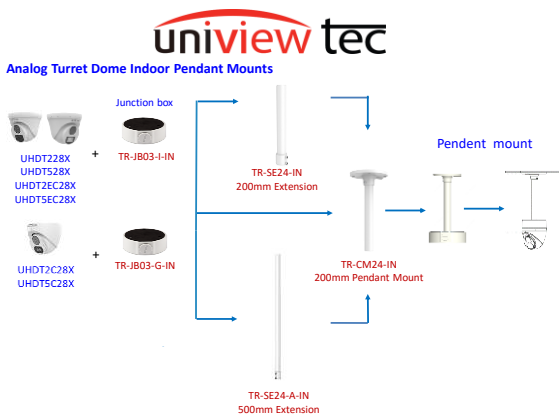 uniview tec
Analog Turret Dome Indoor Pendant Mounts
Junction box
UHDT228X
UHDT528X
UHDT2EC28X
UHDT5EC28X
+
TR-JB03-I-IN
TR-SE24-IN
200mm Extension
Pendent mount
UHDT2C28X
UHDT5C28X
+
TR-JB03-G-IN
TR-CM24-IN
200mm Pendant Mount
TR-SE24-A-IN
500mm Extension